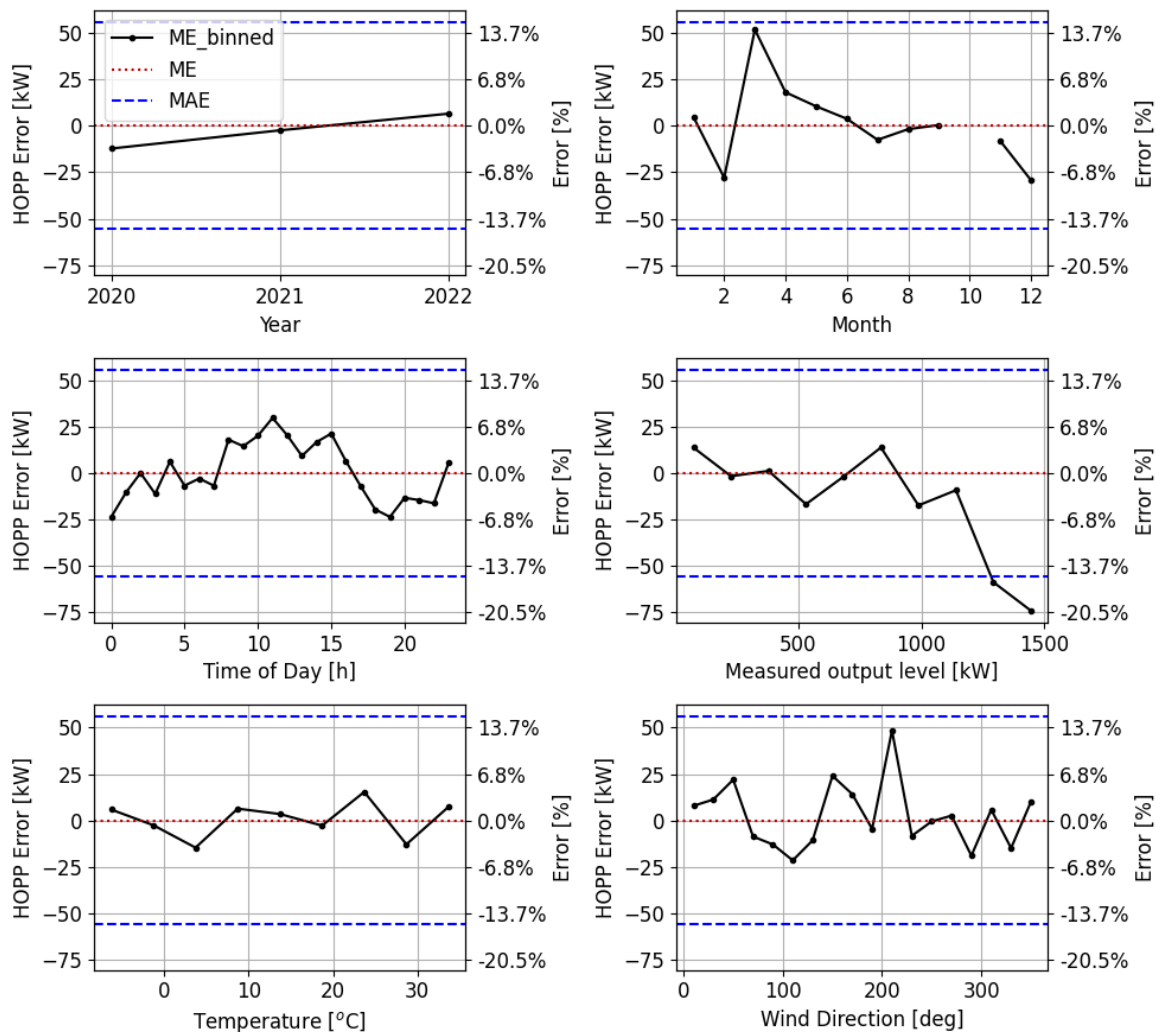 ME_binned
ME
MAE
HOPP Error [kW]
50
25
0
−25
−50
−75
13.7%
6.8%
0.0%
-6.8%
-13.7%
-20.5%
Error [%]
2020 2021 2022
Year
HOPP Error [kW]
50
25
0
−25
−50
−75
13.7%
6.8%
0.0%
-6.8%
-13.7%
-20.5%
Error [%]
2 4 6 8 10 12
Month
HOPP Error [kW]
50
25
0
−25
−50
−75
13.7%
6.8%
0.0%
-6.8%
-13.7%
-20.5%
Error [%]
0 5 10 15 20
Time of Day [h]
HOPP Error [kW]
50
25
0
−25
−50
−75
13.7%
6.8%
0.0%
-6.8%
-13.7%
-20.5%
Error [%]
500 1000 1500
Measured output level [kW]
HOPP Error [kW]
50
25
0
−25
−50
−75
13.7%
6.8%
0.0%
-6.8%
-13.7%
-20.5%
Error [%]
0 10 20 30
Temperature [°C]
HOPP Error [kW]
50
25
0
−25
−50
−75
13.7%
6.8%
0.0%
-6.8%
-13.7%
-20.5%
Error [%]
0 100 200 300
Wind Direction [deg]